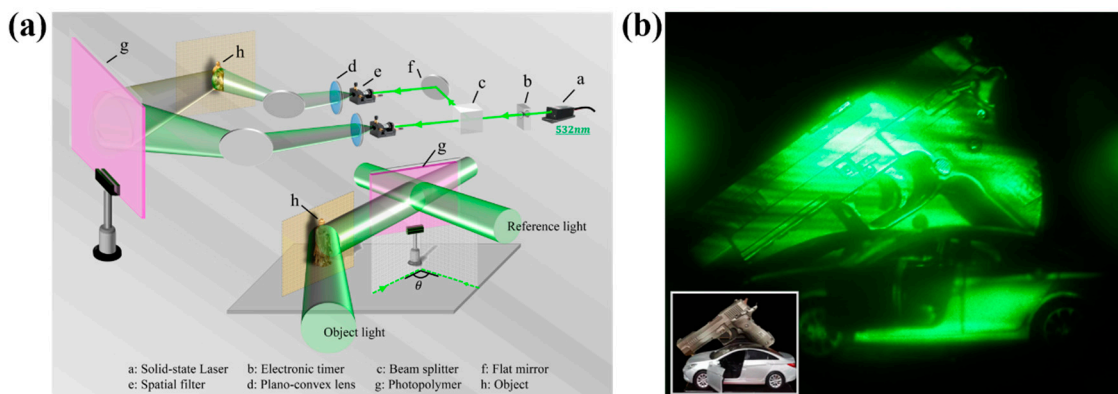 (a)
g
h
d
e
f
c
b
a
532nm
g
h
Reference light
θ
Object light
a: Solid-state Laser b: Electronic timer c: Beam splitter f: Flat mirror
e: Spatial filter d: Plano-convex lens g: Photopolymer h: Object
(b)